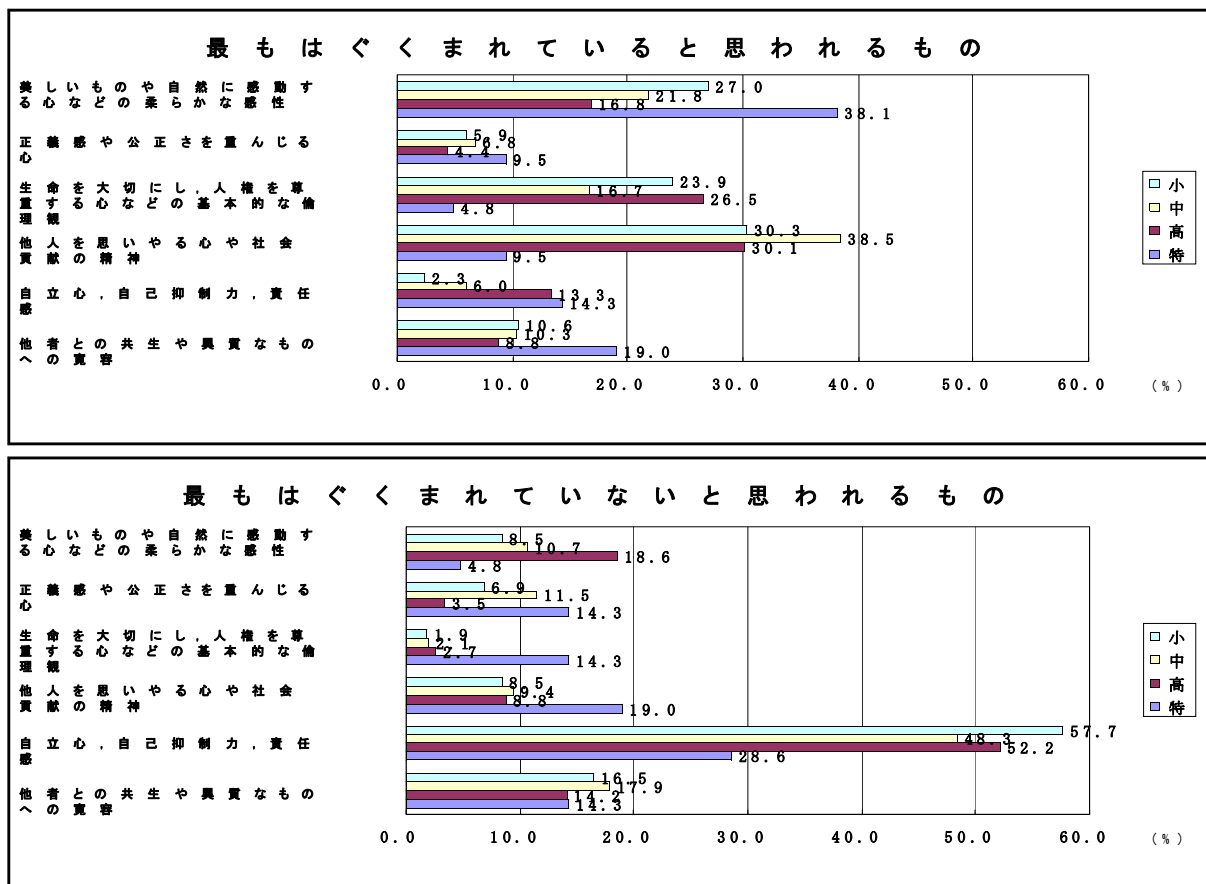 最もはぐくまれていると思われるもの
美しいものや自然に感動す
る心などの柔らかな感性
27.0
21.8
16.8
38.1
正義感や公正さを重んじる
心
5.9
6.8
4.4
9.5
生命を大切にし,人権を尊
重する心などの基本的な倫
理観
23.9
16.7
26.5
4.8
他人を思いやる心や社会
貢献の精神
30.3
38.5
30.1
9.5
自立心,自己抑制力,責任
感
2.3
6.0
13.3
14.3
他者との共生や異質なもの
への寛容
10.6
10.3
8.8
19.0
0.0 10.0 20.0 30.0 40.0 50.0 60.0 (%)
小
中
高
特
最もはぐくまれていないと思われるもの
美しいものや自然に感動す
る心などの柔らかな感性
8.5
10.7
18.6
4.8
正義感や公正さを重んじる
心
6.9
11.5
3.5
14.3
生命を大切にし,人権を尊
重する心などの基本的な倫
理観
1.9
2.1
2.7
14.3
他人を思いやる心や社会
貢献の精神
8.5
9.4
8.8
19.0
自立心,自己抑制力,責任
感
57.7
48.3
52.2
28.6
他者との共生や異質なもの
への寛容
16.5
17.9
14.2
14.3
0.0 10.0 20.0 30.0 40.0 50.0 60.0 (%)
小
中
高
特